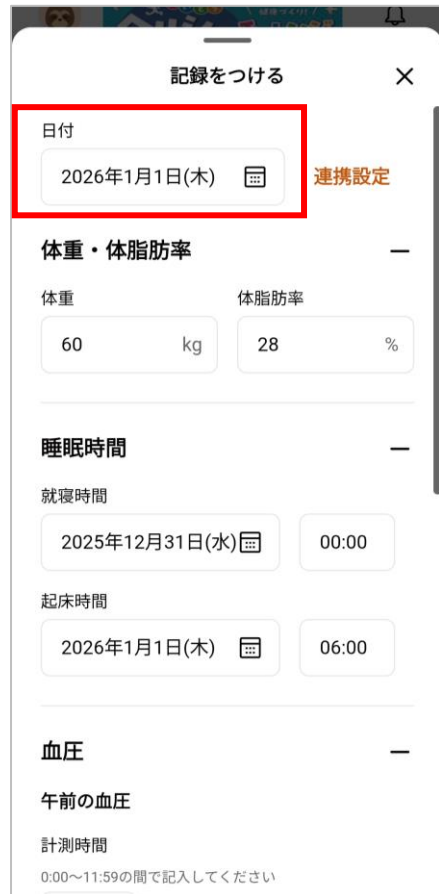 記録をつける
日付
2026年1月1日(木)
連携設定
体重・体脂肪率
体重 体脂肪率
60 kg 28 %
睡眠時間
就寝時間
2025年12月31日(水) 00:00
起床時間
2026年1月1日(木) 06:00
血圧
午前の血圧
計測時間
0:00〜11:59の間で記入してください